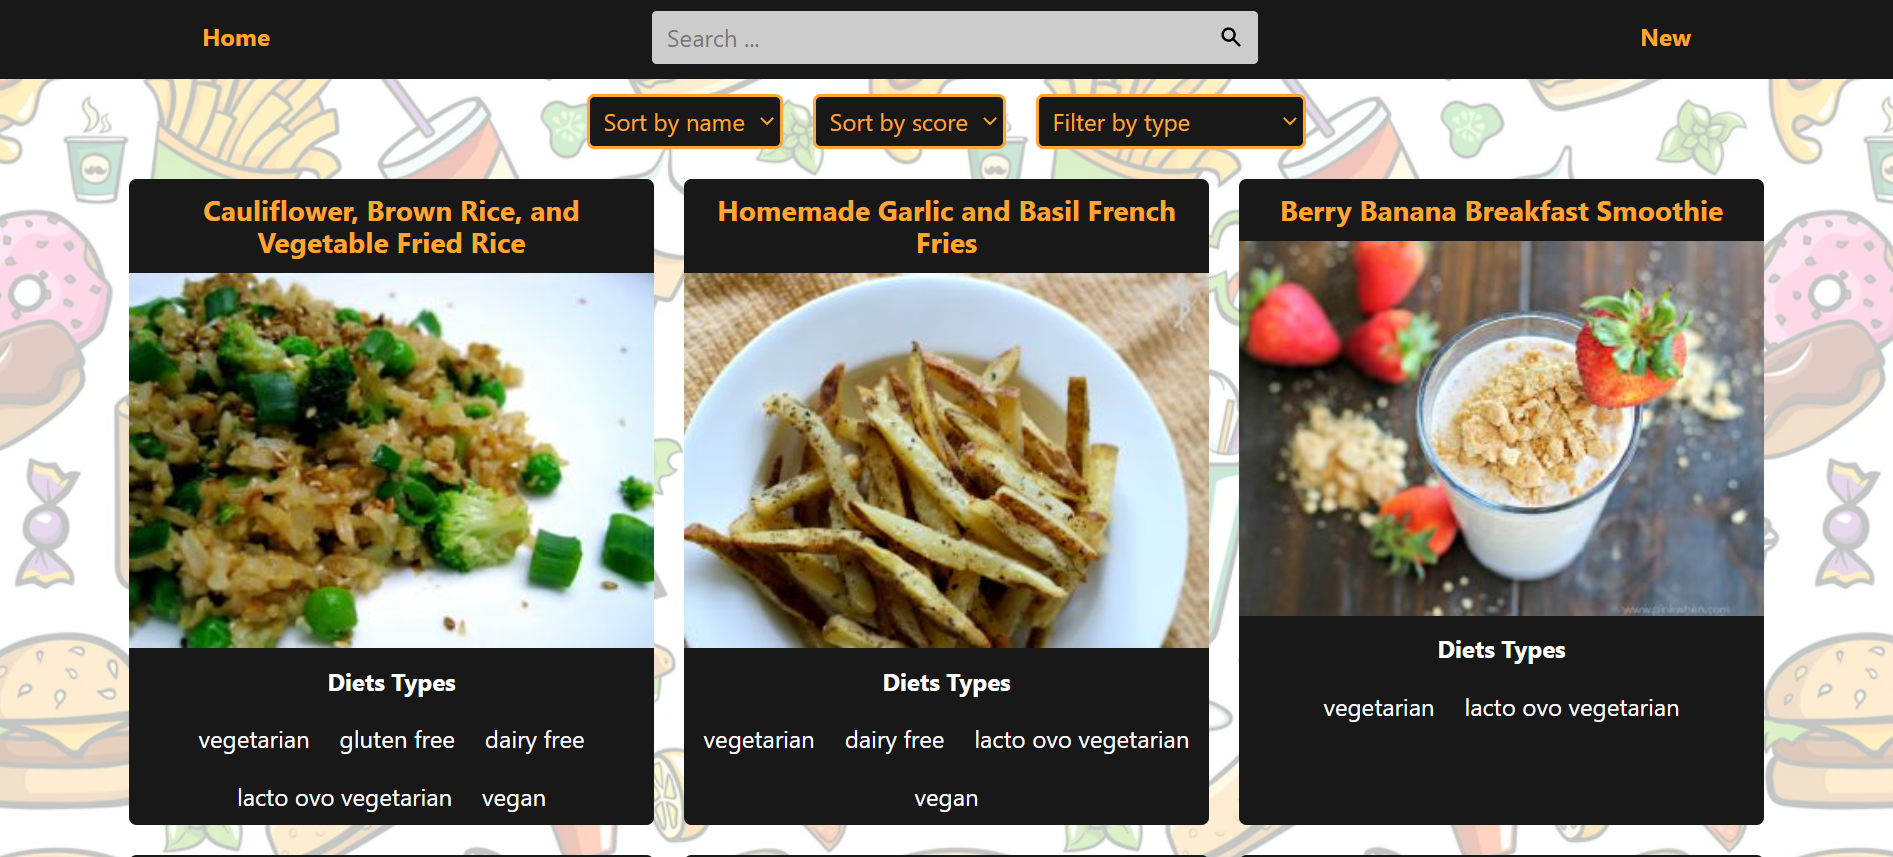 Home
Search ...
New
Sort by name
Sort by score
Filter by type
Cauliflower, Brown Rice, and
Vegetable Fried Rice
Diets Types
vegetarian gluten free dairy free
lacto ovo vegetarian vegan
Homemade Garlic and Basil French
Fries
Diets Types
vegetarian dairy free lacto ovo vegetarian
vegan
Berry Banana Breakfast Smoothie
www.pinkwhen.com
Diets Types
vegetarian lacto ovo vegetarian